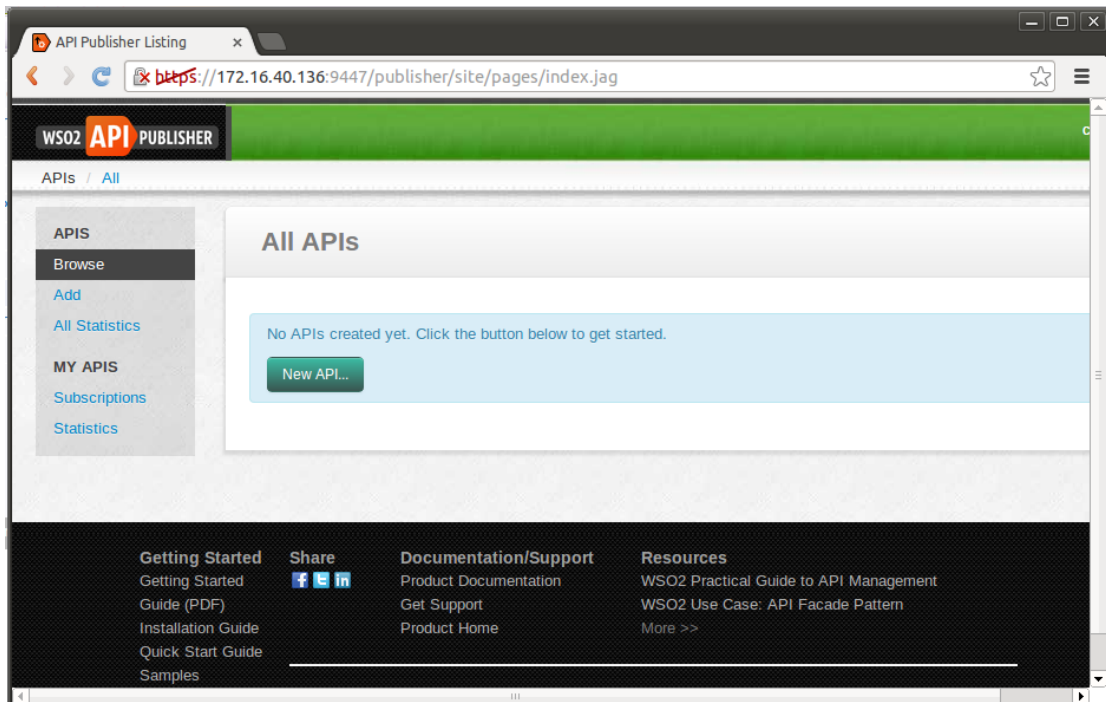 API Publisher Listing
https://172.16.40.136:9447/publisher/site/pages/index.jag
WSO2 API PUBLISHER
APIs / All
APIS
Browse
Add
All Statistics
MY APIS
Subscriptions
Statistics
All APIs
No APIs created yet. Click the button below to get started.
New API...
Getting Started
Getting Started
Guide (PDF)
Installation Guide
Quick Start Guide
Samples
Share
Documentation/Support
Product Documentation
Get Support
Product Home
Resources
WSO2 Practical Guide to API Management
WSO2 Use Case: API Facade Pattern
More >>